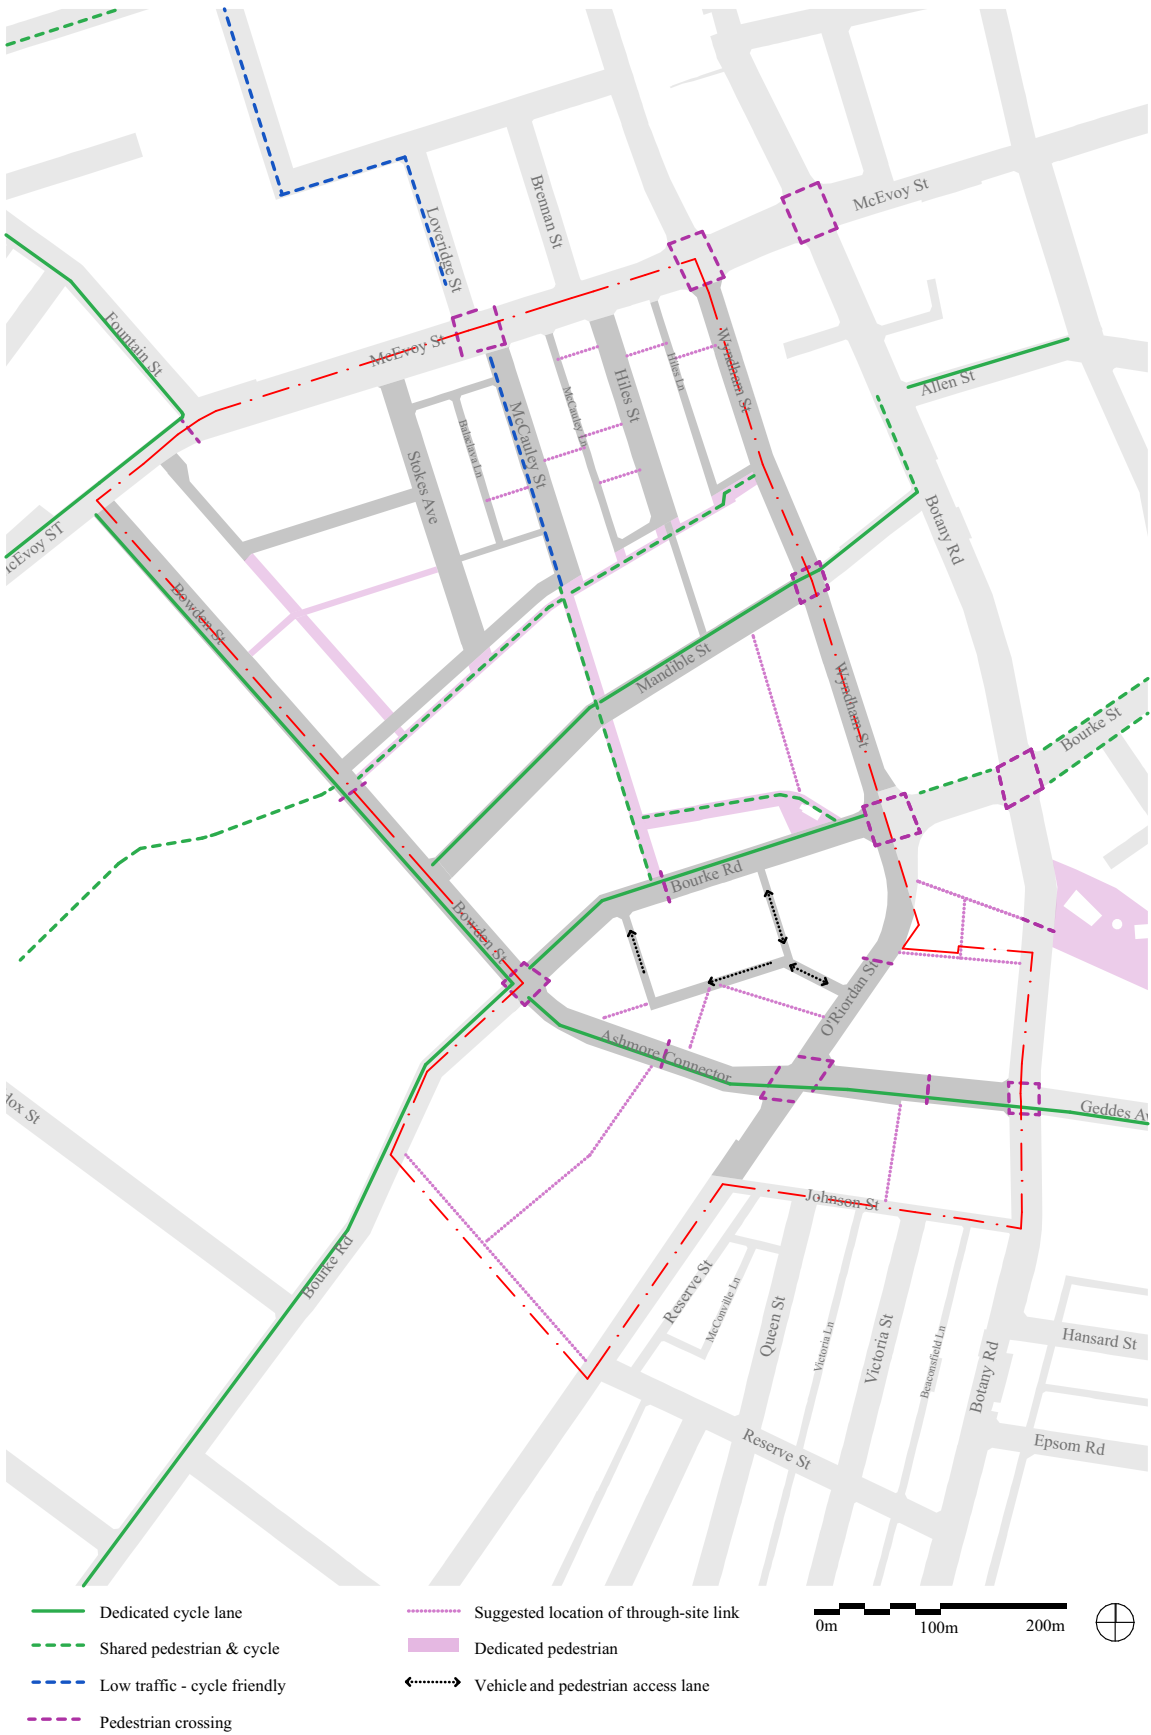 McEvoy St
Brennan St
Loveridge St
Fountain St
McEvoy St
Wyndham St
Hiles Ln
Hiles St
McCauley Ln
McCauley St
Balaclava Ln
Stokes Ave
Allen St
Botany Rd
McEvoy ST
Bowden St
Mandible St
Wyndham St
Bourke St
Bourke Rd
Bowden St
O'Riordan St
Ashmore Connector
Geddes Av
dox St
Johnson St
Bourke Rd
Reserve St
McConville Ln
Queen St
Victoria Ln
Victoria St
Beaconsfield Ln
Botany Rd
Hansard St
Epsom Rd
Reserve St
Dedicated cycle lane
Shared pedestrian & cycle
Low traffic - cycle friendly
Pedestrian crossing
Suggested location of through-site link
Dedicated pedestrian
Vehicle and pedestrian access lane
0m 100m 200m